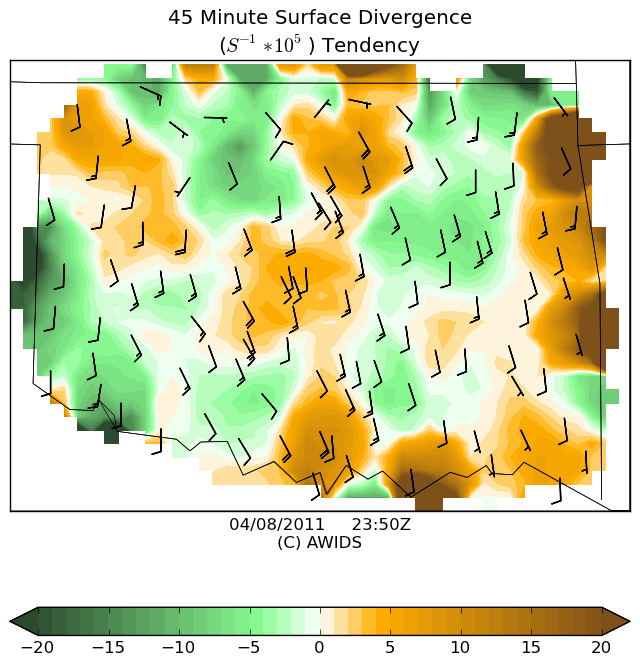 45 Minute Surface Divergence
(S⁻¹ *10⁵ ) Tendency
04/08/2011 23:50Z
(C) AWIDS
−20 −15 −10 −5 0 5 10 15 20